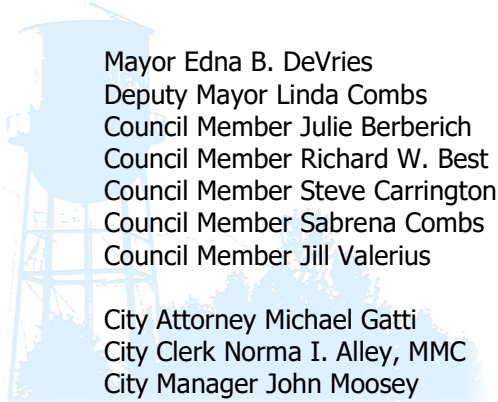 Mayor Edna B. DeVries
Deputy Mayor Linda Combs
Council Member Julie Berberich
Council Member Richard W. Best
Council Member Steve Carrington
Council Member Sabrena Combs
Council Member Jill Valerius
City Attorney Michael Gatti
City Clerk Norma I. Alley, MMC
City Manager John Moosey